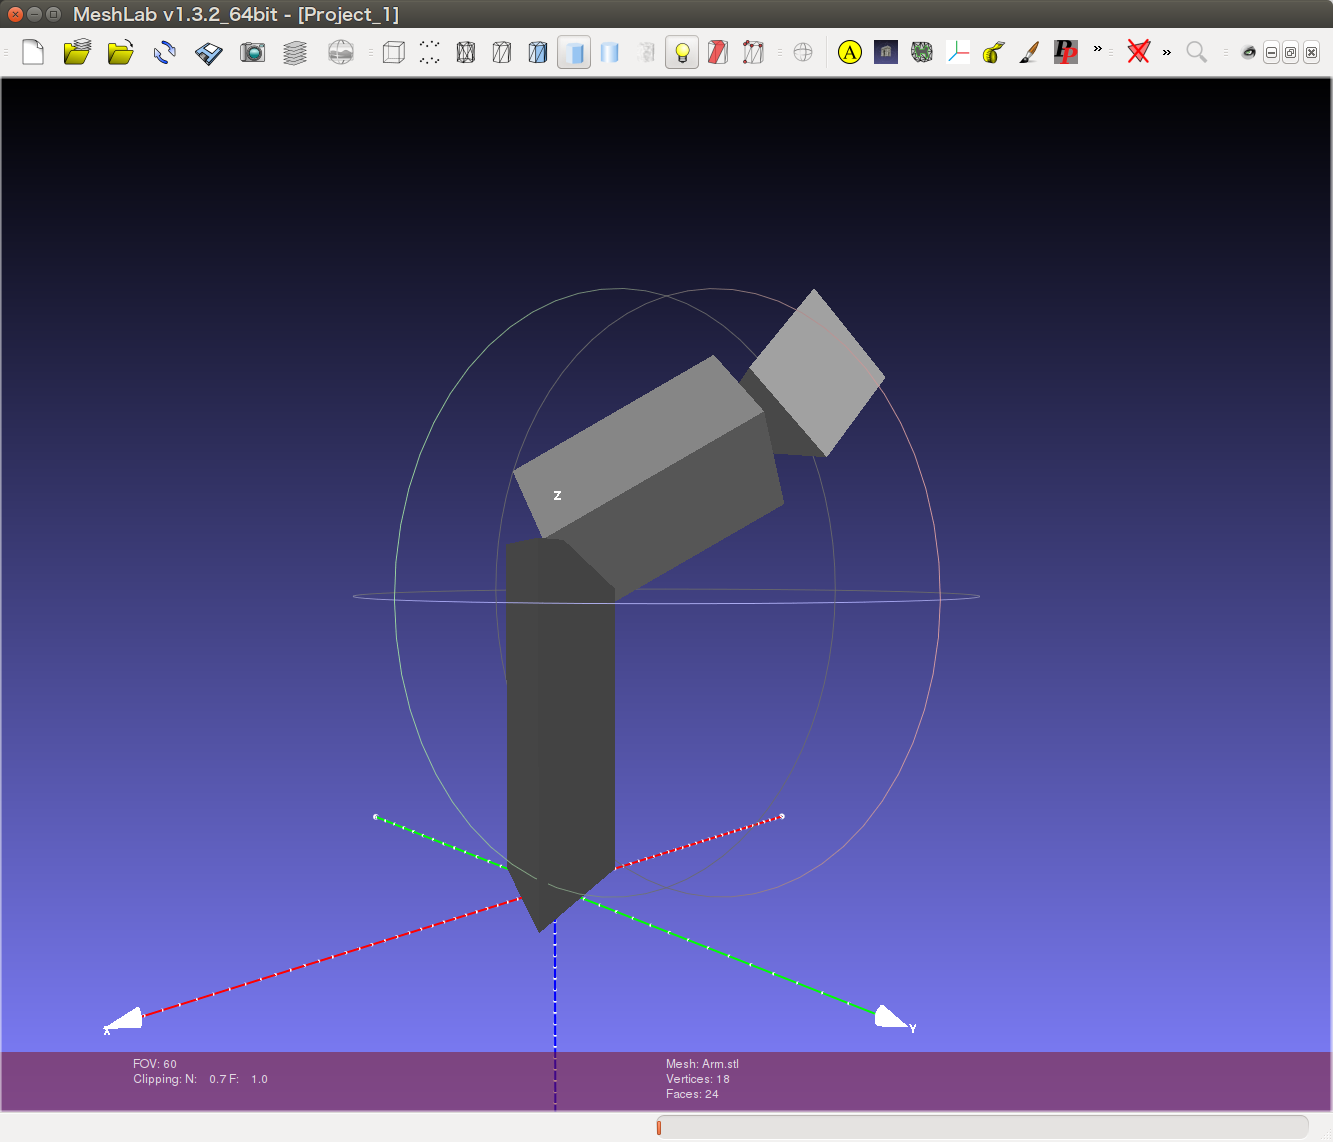 MeshLab v1.3.2_64bit - [Project_1]
A
PP
»
»
Z
X
Y
FOV: 60
Clipping: N: 0.7 F: 1.0
Mesh: Arm.stl
Vertices: 18
Faces: 24